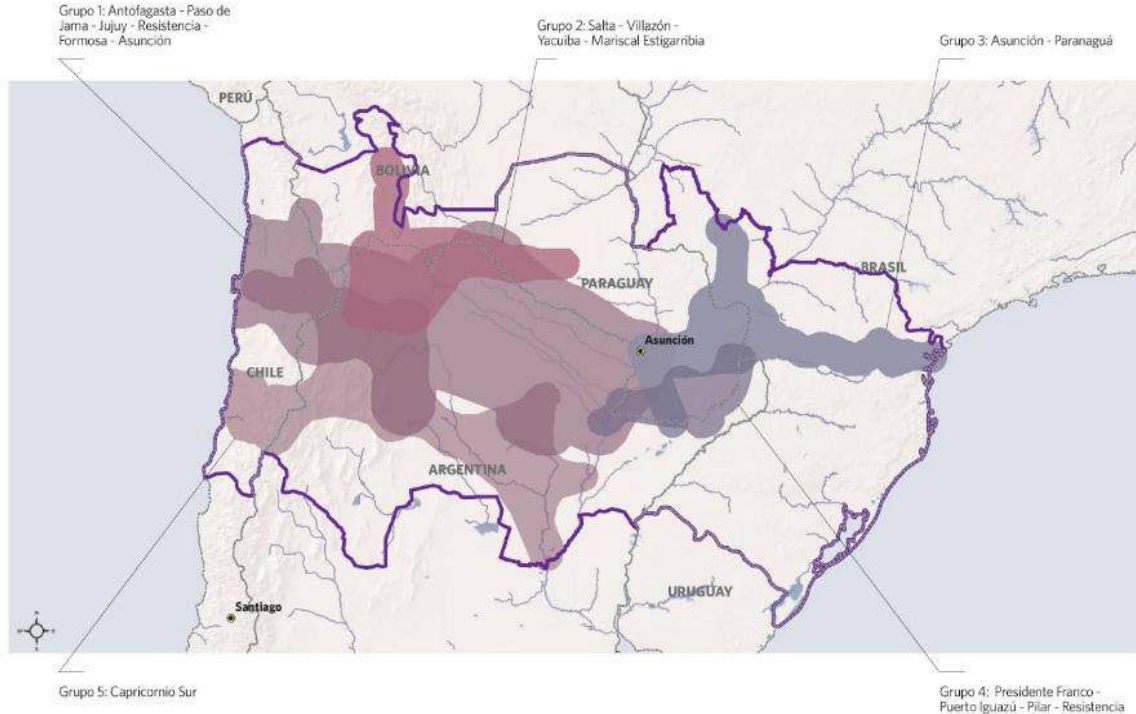 Grupo 1: Antofagasta - Paso de
Jama - Jujuy - Resistencia -
Formosa - Asunción
Grupo 2: Salta - Villazón -
Yacuiba - Mariscal Estigarribia
Grupo 3: Asunción - Paranaguá
PERÚ
BOLIVIA
BRASIL
PARAGUAY
Asunción
CHILE
ARGENTINA
URUGUAY
Santiago
Grupo 5: Capricornio Sur
Grupo 4: Presidente Franco -
Puerto Iguazú - Pilar - Resistencia